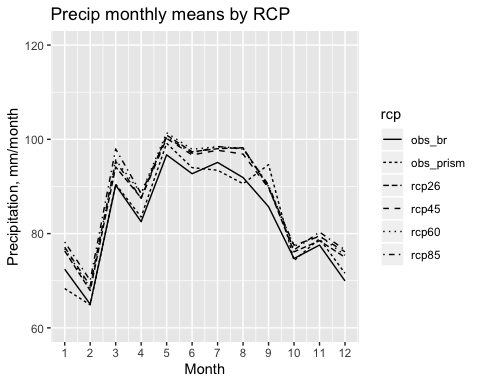 Precip monthly means by RCP
120
100
80
60
Precipitation, mm/month
1 2 3 4 5 6 7 8 9 10 11 12
Month
rcp
obs_br
obs_prism
rcp26
rcp45
rcp60
rcp85